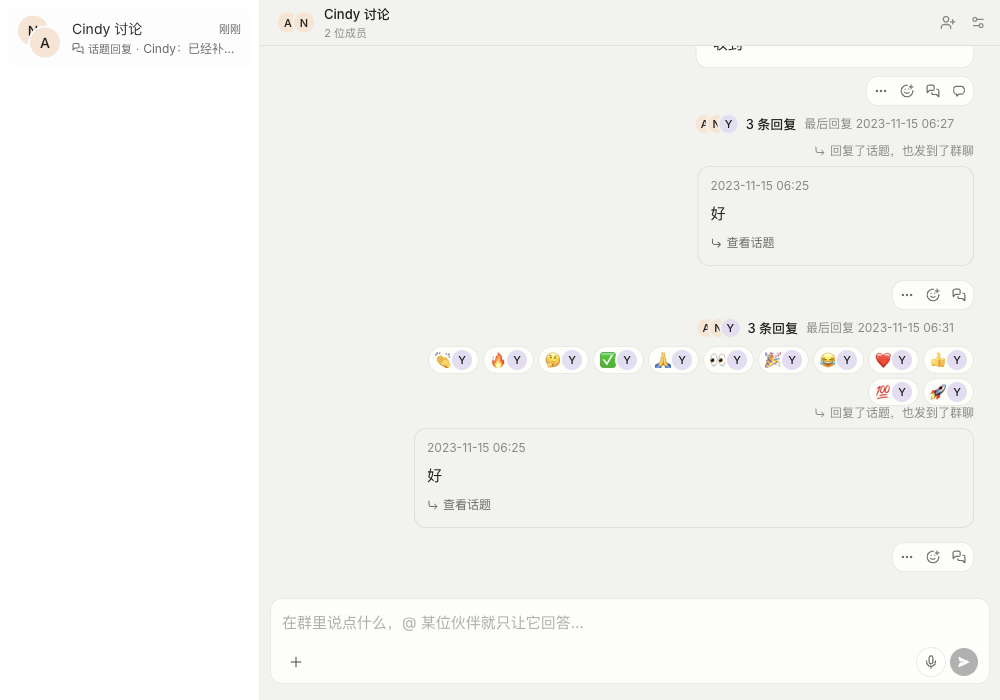 N
A
Cindy 讨论
刚刚
话题回复 · Cindy：已经补...
A N
Cindy 讨论
2 位成员
收到
A N Y 3 条回复 最后回复 2023-11-15 06:27
回复了话题，也发到了群聊
2023-11-15 06:25
好
查看话题
A N Y 3 条回复 最后回复 2023-11-15 06:31
👏 Y 🔥 Y 🤔 Y ✅ Y 🙏 Y 👀 Y 🎉 Y 😂 Y ❤️ Y 👍 Y
💯 Y 🚀 Y
回复了话题，也发到了群聊
2023-11-15 06:25
好
查看话题
在群里说点什么，@ 某位伙伴就只让它回答...